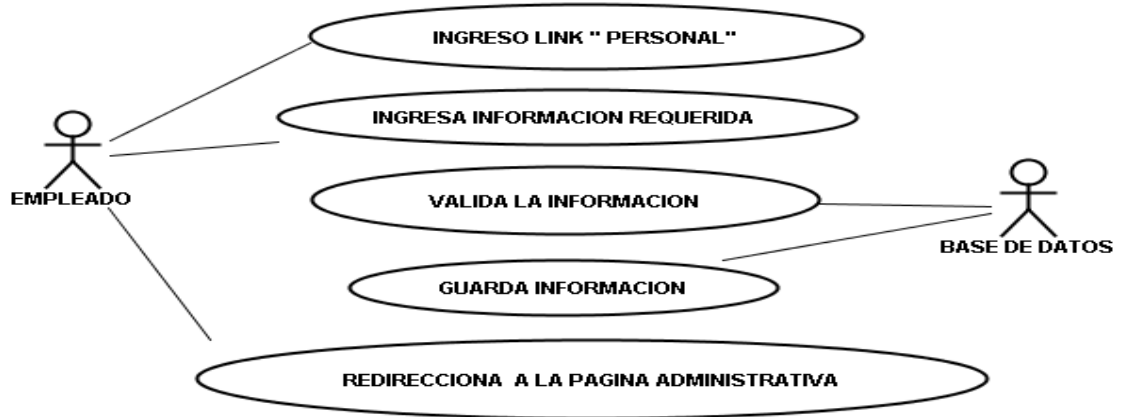 INGRESO LINK " PERSONAL"
INGRESA INFORMACION REQUERIDA
EMPLEADO
VALIDA LA INFORMACION
BASE DE DATOS
GUARDA INFORMACION
REDIRECCIONA A LA PAGINA ADMINISTRATIVA